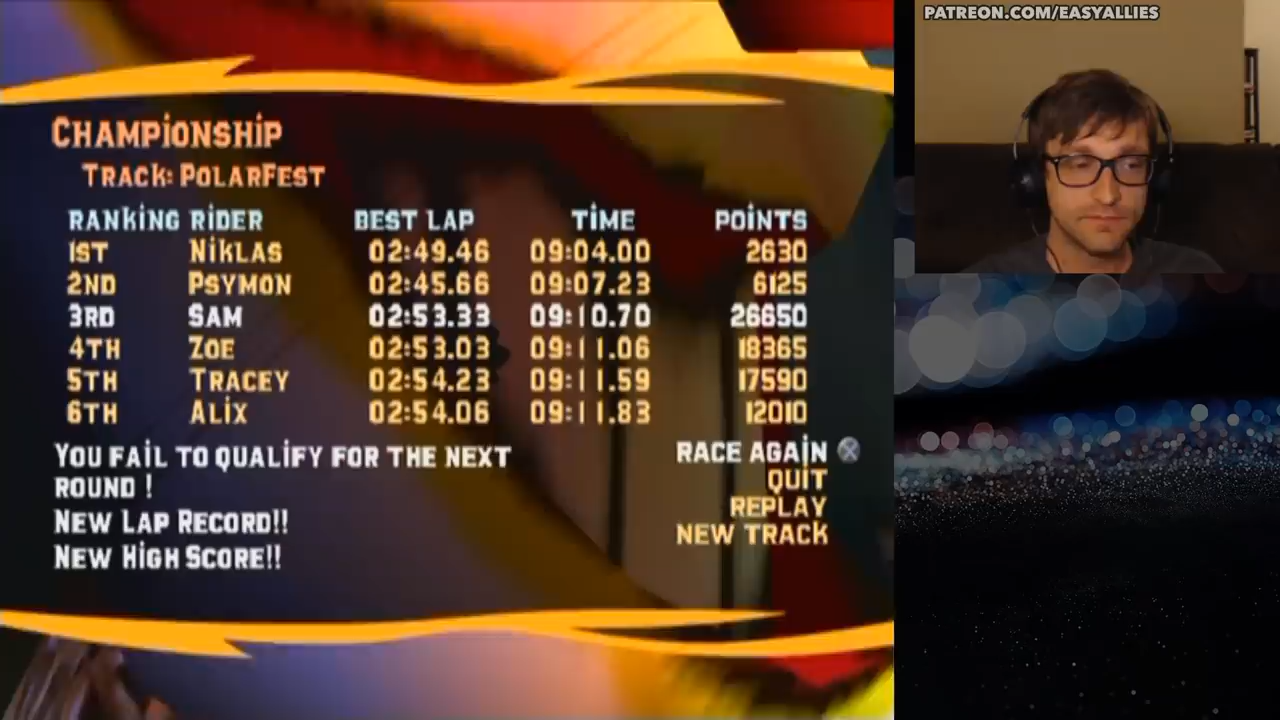 PATREON.COM/EASYALLIES
CHAMPIONSHIP
TRACK: POLARFEST
RANKING RIDER BEST LAP TIME POINTS
1ST NIKLAS 02:49.46 09:04.00 2630
2ND PSYMON 02:45.66 09:07.23 6125
3RD SAM 02:53.33 09:10.70 26650
4TH ZOE 02:53.03 09:11.06 18365
5TH TRACEY 02:54.23 09:11.59 17590
6TH ALIX 02:54.06 09:11.83 12010
YOU FAIL TO QUALIFY FOR THE NEXT
ROUND !
NEW LAP RECORD!!
NEW HIGH SCORE!!
RACE AGAIN
QUIT
REPLAY
NEW TRACK